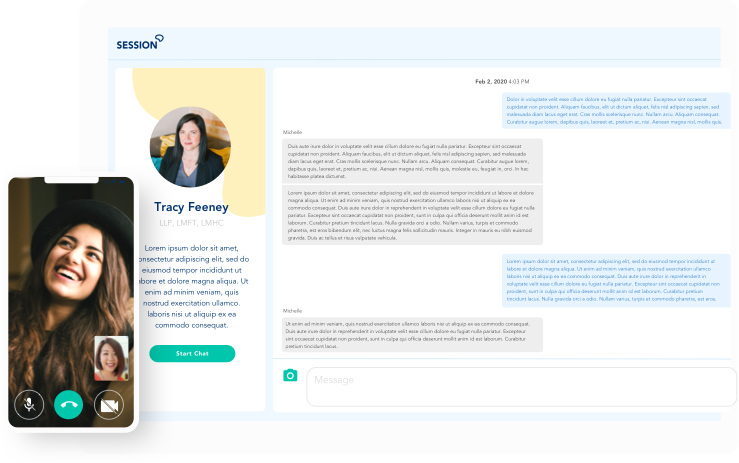 SESSION
Feb 2, 2020 4:03 PM
Dolor in voluptate velit esse cillum dolore eu fugiat nulla pariatur. Excepteur sint occaecat
cupidatat non proident. Aliquam faucibus, elit ut dictum aliquet, felis nisl adipiscing sapien, sed
malesuada diam lacus eget erat. Cras mollis scelerisque nunc. Nullam arcu. Aliquam consequat.
Curabitur augue lorem, dapibus quis, laoreet et, pretium ac, nisi. Aenean magna nisl, mollis quis,
Michelle
Duis aute irure dolor in voluptate velit esse cillum dolore eu fugiat nulla pariatur. Excepteur sint occaecat
cupidatat non proident. Aliquam faucibus, elit ut dictum aliquet, felis nisl adipiscing sapien, sed malesuada
diam lacus eget erat. Cras mollis scelerisque nunc. Nullam arcu. Aliquam consequat. Curabitur augue lorem,
dapibus quis, laoreet et, pretium ac, nisi. Aenean magna nisl, mollis quis, molestie eu, feugiat in, orci. In hac
habitasse platea dictumst.
Lorem ipsum dolor sit amet, consectetur adipiscing elit, sed do eiusmod tempor incididunt ut labore et dolore
magna aliqua. Ut enim ad minim veniam, quis nostrud exercitation ullamco laboris nisi ut aliquip ex ea
commodo consequat. Duis aute irure dolor in reprehenderit in voluptate velit esse cillum dolore eu fugiat nulla
pariatur. Excepteur sint occaecat cupidatat non proident, sunt in culpa qui officia deserunt mollit anim id est
laborum. Nulla gravida orci a odio. Nullam varius, turpis et commodo
pharetra, est eros bibendum elit, nec luctus magna felis sollicitudin mauris. Integer in mauris eu nibh euismod
gravida. Duis ac tellus et risus vulputate vehicula.
Lorem ipsum dolor sit amet, consectetur adipiscing elit, sed do eiusmod tempor incididunt ut
labore et dolore magna aliqua. Ut enim ad minim veniam, quis nostrud exercitation ullamco
laboris nisi ut aliquip ex ea commodo consequat. Duis aute irure dolor in reprehenderit in
voluptate velit esse cillum dolore eu fugiat nulla pariatur. Excepteur sint occaecat cupidatat non
proident, sunt in culpa qui officia deserunt mollit anim id est laborum.
tincidunt lacus. Nulla gravida orci a odio. Nullam varius, turpis et commodo pharetra, est eros
Michelle
Ut enim ad minim veniam, quis nostrud exercitation ullamco laboris nisi ut aliquip ex ea commodo consequat.
Duis aute irure dolor in reprehenderit in voluptate velit esse cillum dolore eu fugiat nulla pariatur. Excepteur
sint occaecat cupidatat non proident, sunt in culpa qui officia deserunt mollit anim id est laborum. Curabitur
pretium tincidunt lacus.
Message
Tracy Feeney
LLP, LMFT, LMHC
Lorem ipsum dolor sit amet,
consectetur adipiscing elit, sed do
eiusmod tempor incididunt ut
labore et dolore magna aliqua. Ut
enim ad minim veniam, quis
nostrud exercitation ullamco.
laboris nisi ut aliquip ex ea
commodo consequat.
Start Chat